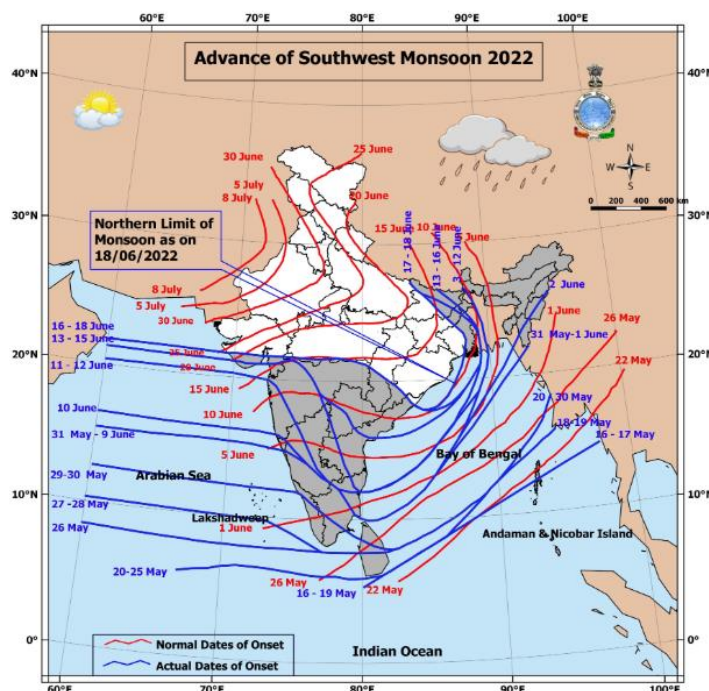 60°E 70°E 80°E 90°E 100°E
Advance of Southwest Monsoon 2022
40°N
40°N
N
W E
S
0 200 400 600 km
30 June
25 June
5 July
8 July
20 June
30°N
30°N
Northern Limit of
Monsoon as on
18/06/2022
15 June
10 June
June
17 - 18 June
13 - 16 June
3 - 12 June
2 June
8 July
5 July
30 June
1 June
26 May
16 - 18 June
13 - 15 June
11 - 12 June
25 June
20 June
31 May-1 June
20°N
20°N
22 May
15 June
10 June
10 June
20 - 30 May
18-19 May
16 - 17 May
31 May - 9 June
5 June
Bay of Bengal
29-30 May
Arabian Sea
27 -28 May
Lakshadweep
10°N
10°N
26 May
1 June
Andaman & Nicobar Island
20-25 May
26 May
16 - 19 May
22 May
0°
0°
Normal Dates of Onset
Actual Dates of Onset
Indian Ocean
60°E 70°E 80°E 90°E 100°E